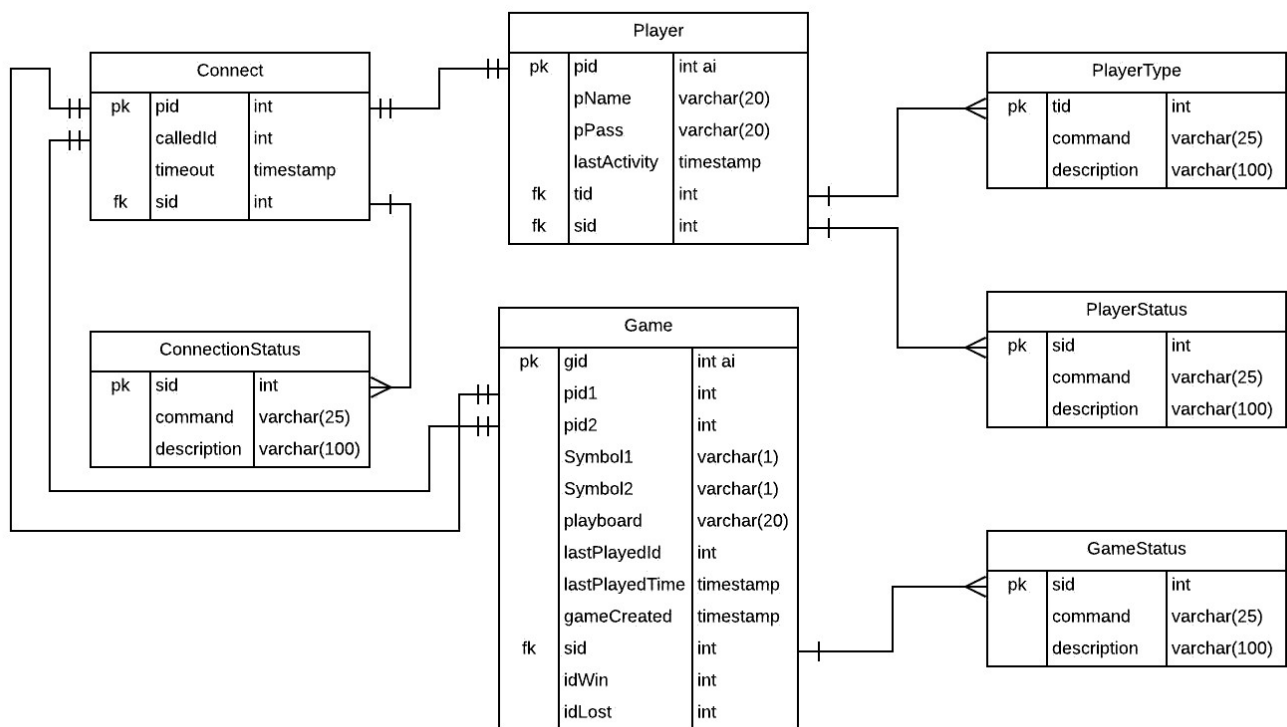 Connect
pk pid int
calledId int
timeout timestamp
fk sid int
Player
pk pid int ai
pName varchar(20)
pPass varchar(20)
lastActivity timestamp
fk tid int
fk sid int
PlayerType
pk tid int
command varchar(25)
description varchar(100)
ConnectionStatus
pk sid int
command varchar(25)
description varchar(100)
Game
pk gid int ai
pid1 int
pid2 int
Symbol1 varchar(1)
Symbol2 varchar(1)
playboard varchar(20)
lastPlayedId int
lastPlayedTime timestamp
gameCreated timestamp
fk sid int
idWin int
idLost int
PlayerStatus
pk sid int
command varchar(25)
description varchar(100)
GameStatus
pk sid int
command varchar(25)
description varchar(100)